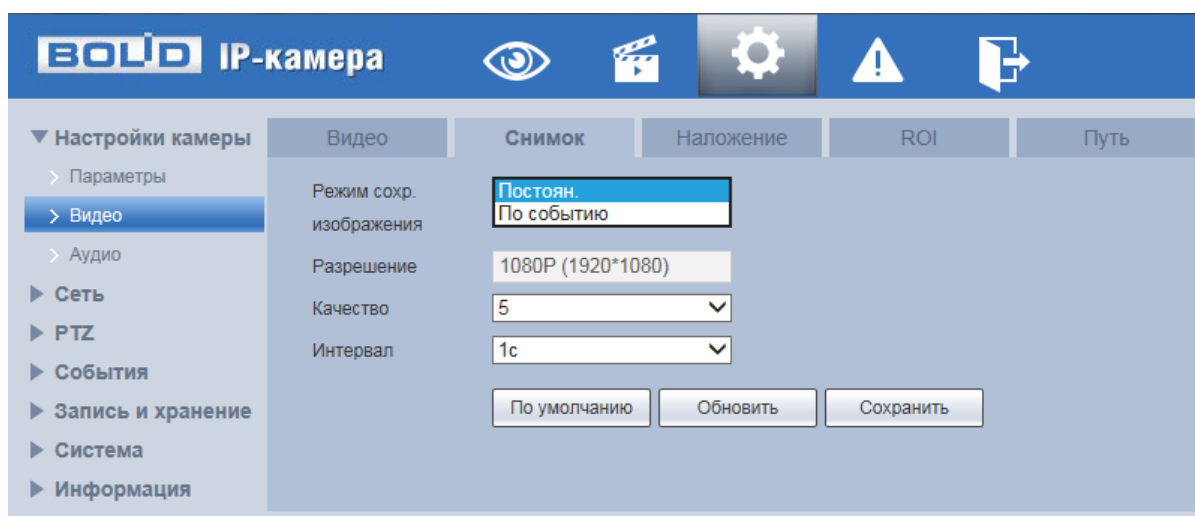 BOLID IP-камера
Настройки камеры
Параметры
Видео
Аудио
Сеть
PTZ
События
Запись и хранение
Система
Информация
Видео
Снимок
Наложение
ROI
Путь
Режим сохр.
изображения
Постоян.
По событию
Разрешение
1080P (1920*1080)
Качество
5
Интервал
1с
По умолчанию
Обновить
Сохранить